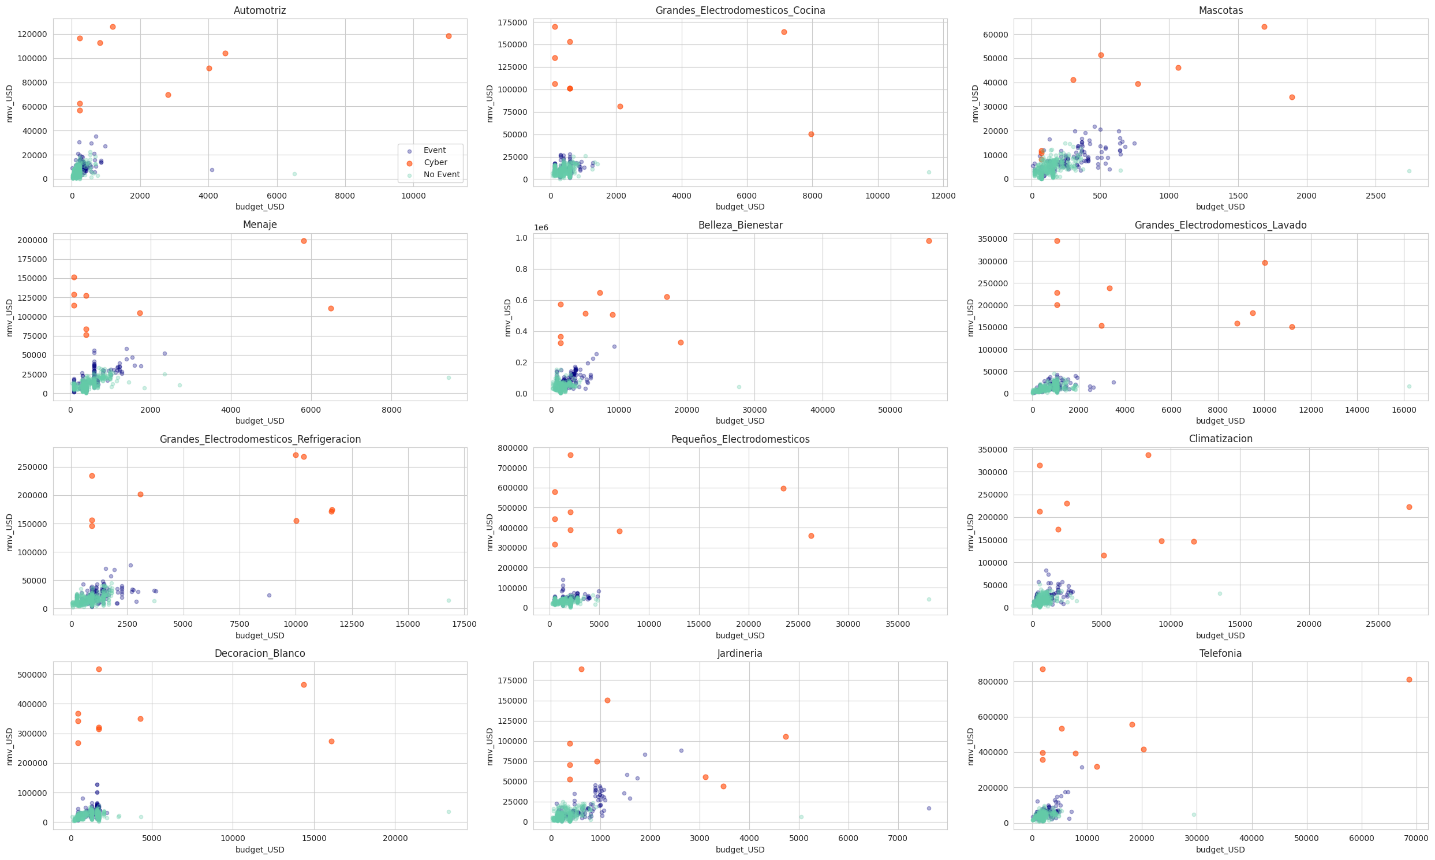 Automotriz
120000
100000
80000
60000
40000
20000
0
nmv_USD
0 2000 4000 6000 8000 10000
budget_USD
Event
Cyber
No Event
Grandes_Electrodomesticos_Cocina
175000
150000
125000
100000
75000
50000
25000
0
nmv_USD
0 2000 4000 6000 8000 10000 12000
budget_USD
Mascotas
60000
50000
40000
30000
20000
10000
0
nmv_USD
0 500 1000 1500 2000 2500
budget_USD
Menaje
200000
175000
150000
125000
100000
75000
50000
25000
0
nmv_USD
0 2000 4000 6000 8000
budget_USD
Belleza_Bienestar
1e6
1.0
0.8
0.6
0.4
0.2
0.0
nmv_USD
0 10000 20000 30000 40000 50000
budget_USD
Grandes_Electrodomesticos_Lavado
350000
300000
250000
200000
150000
100000
50000
0
nmv_USD
0 2000 4000 6000 8000 10000 12000 14000 16000
budget_USD
Grandes_Electrodomesticos_Refrigeracion
250000
200000
150000
100000
50000
0
nmv_USD
0 2500 5000 7500 10000 12500 15000 17500
budget_USD
Pequeños_Electrodomesticos
800000
700000
600000
500000
400000
300000
200000
100000
0
nmv_USD
0 5000 10000 15000 20000 25000 30000 35000
budget_USD
Climatizacion
350000
300000
250000
200000
150000
100000
50000
0
nmv_USD
0 5000 10000 15000 20000 25000
budget_USD
Decoracion_Blanco
500000
400000
300000
200000
100000
0
nmv_USD
0 5000 10000 15000 20000
budget_USD
Jardineria
175000
150000
125000
100000
75000
50000
25000
0
nmv_USD
0 1000 2000 3000 4000 5000 6000 7000
budget_USD
Telefonia
800000
600000
400000
200000
0
nmv_USD
0 10000 20000 30000 40000 50000 60000 70000
budget_USD